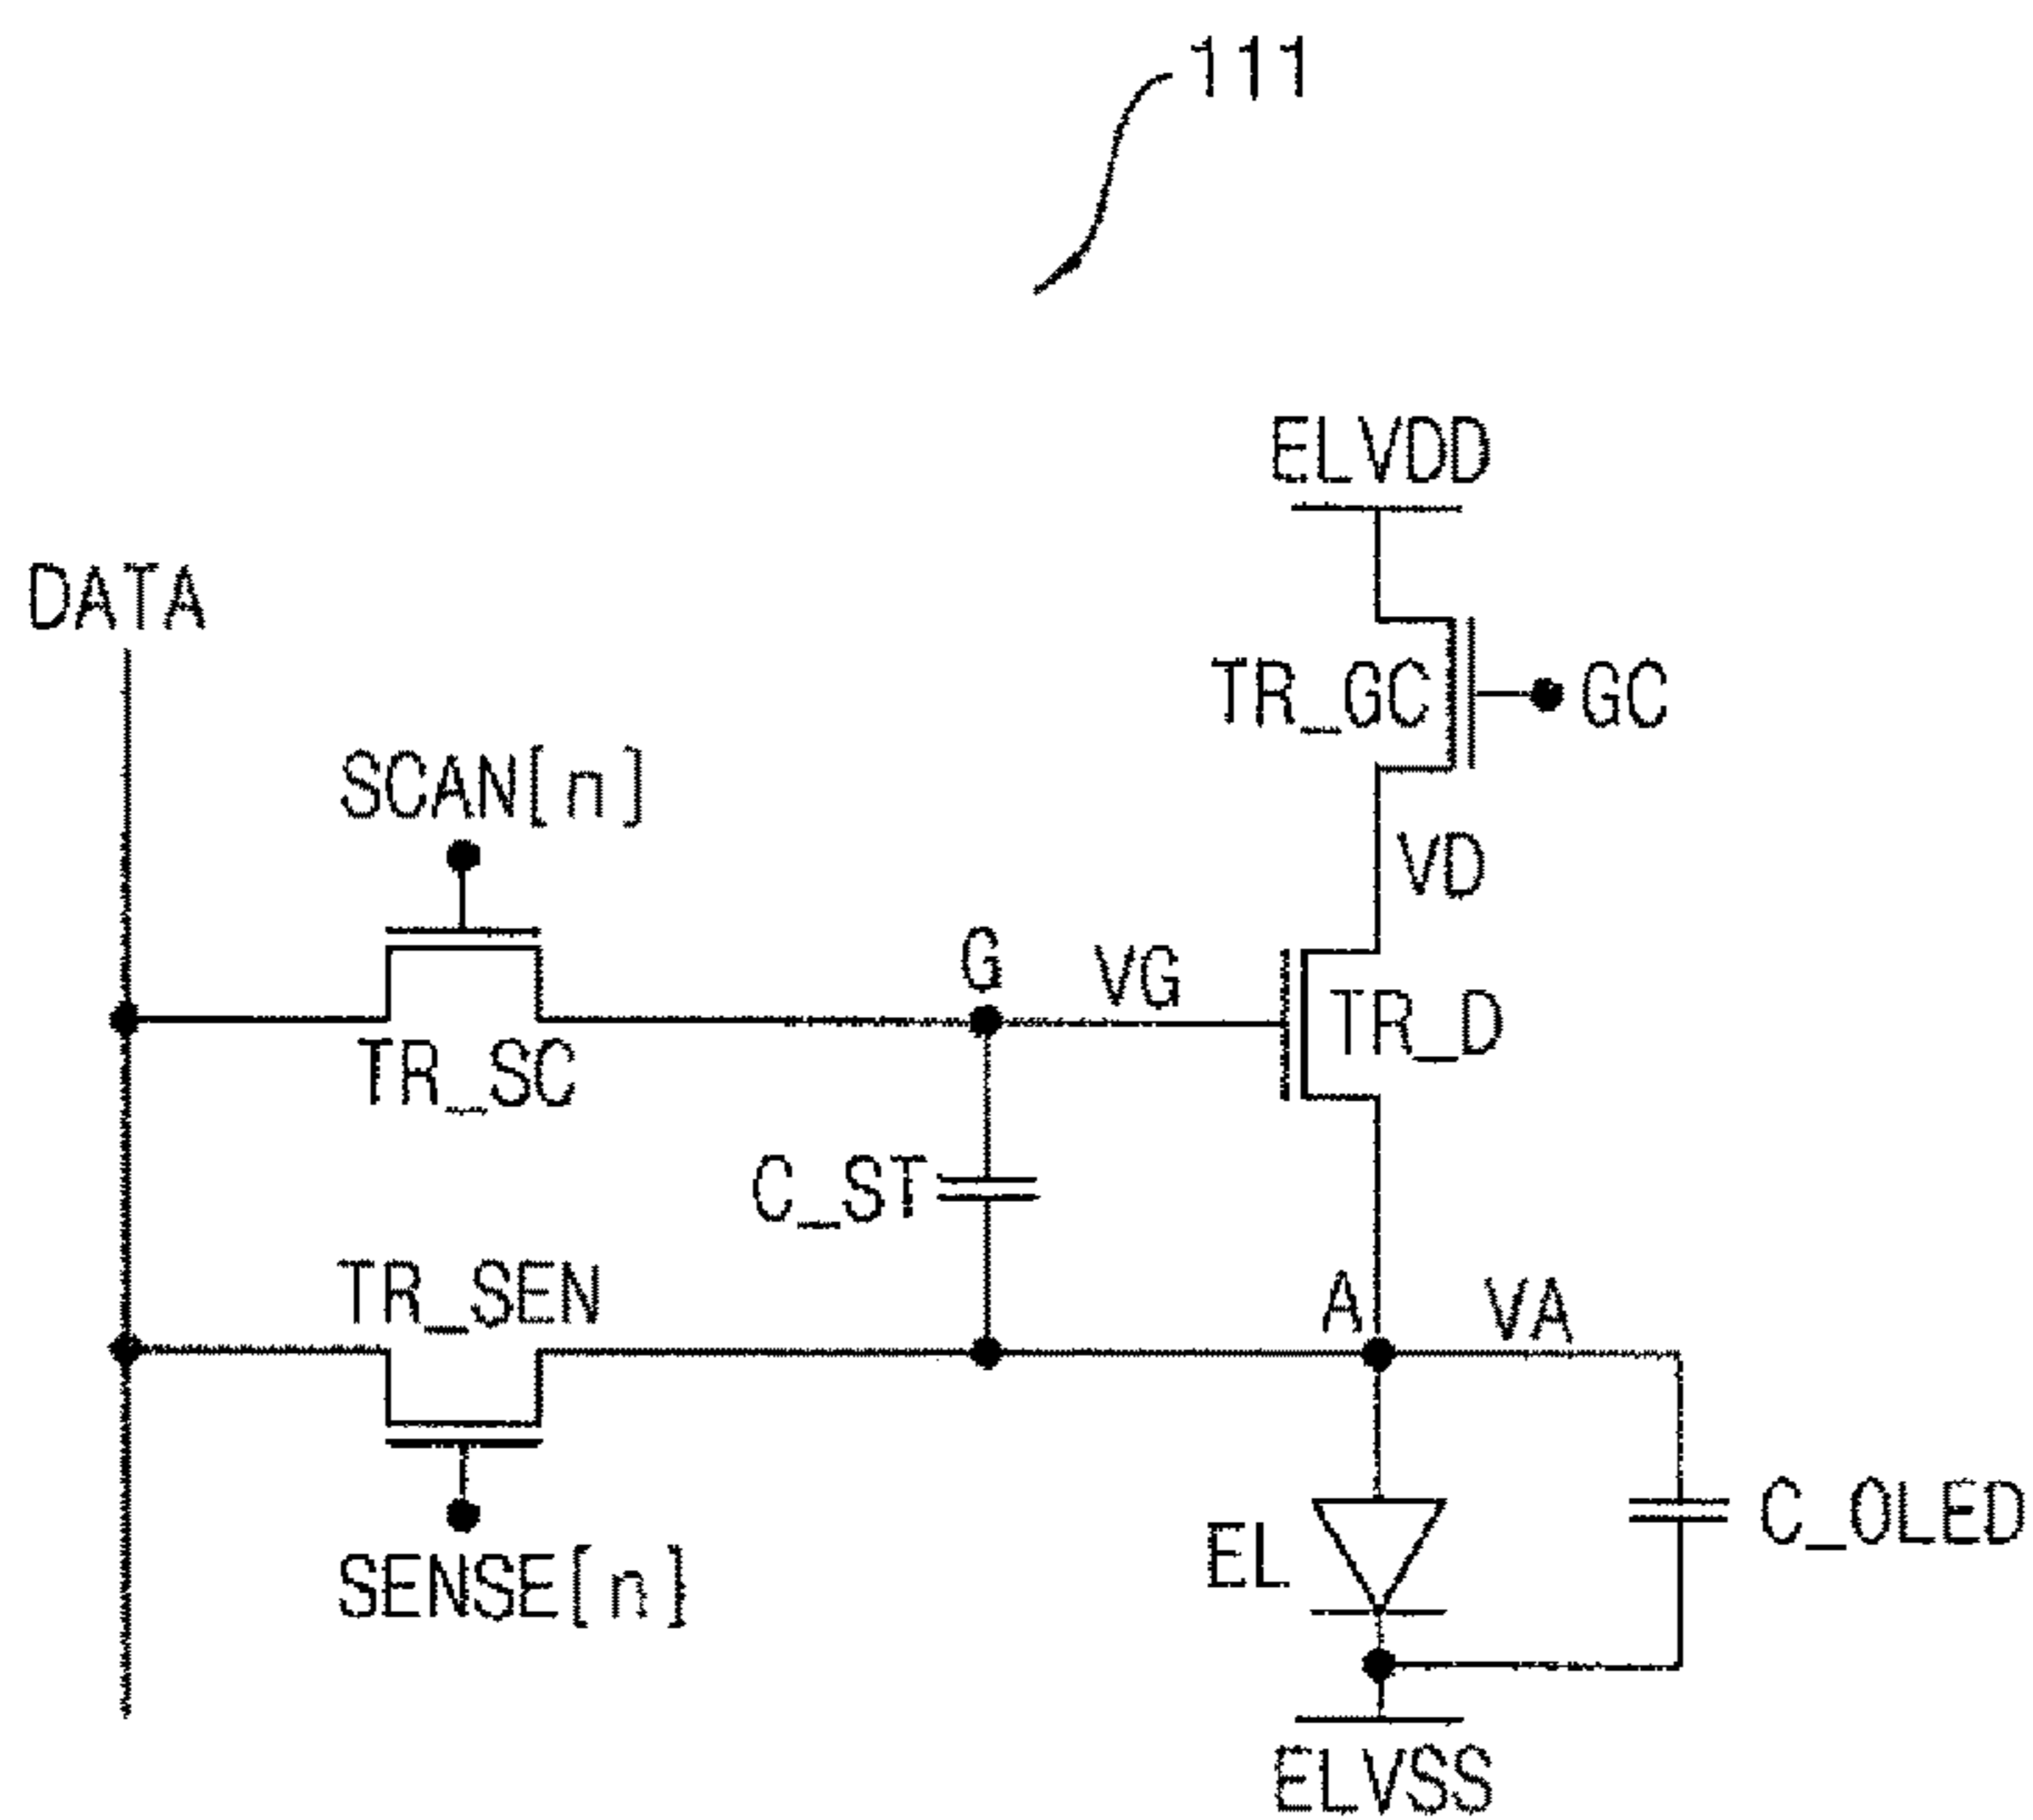 111
ELVDD
DATA
TR_GC
GC
SCAN[n]
VD
G
VG
TR_D
TR_SC
C_ST
TR_SEN
A
VA
C_OLED
EL
SENSE[n]
ELVSS